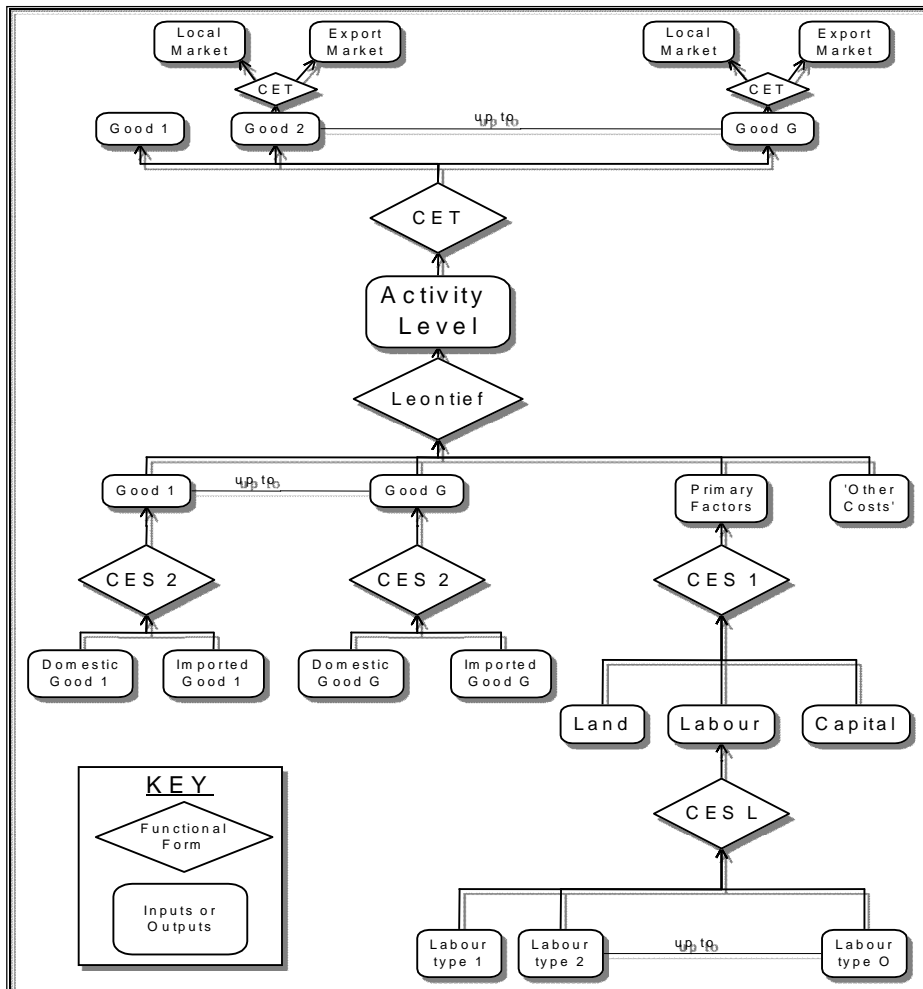 Local
Market
Export
Market
Local
Market
Export
Market
CET
CET
Good 1
Good 2
up to
Good G
CET
Activity
Level
Leontief
Good 1
up to
Good G
Primary
Factors
'Other
Costs'
CES 2
CES 2
CES 1
Domestic
Good 1
Imported
Good 1
Domestic
Good G
Imported
Good G
Land
Labour
Capital
KEY
Functional
Form
Inputs or
Outputs
CES L
Labour
type 1
Labour
type 2
up to
Labour
type O